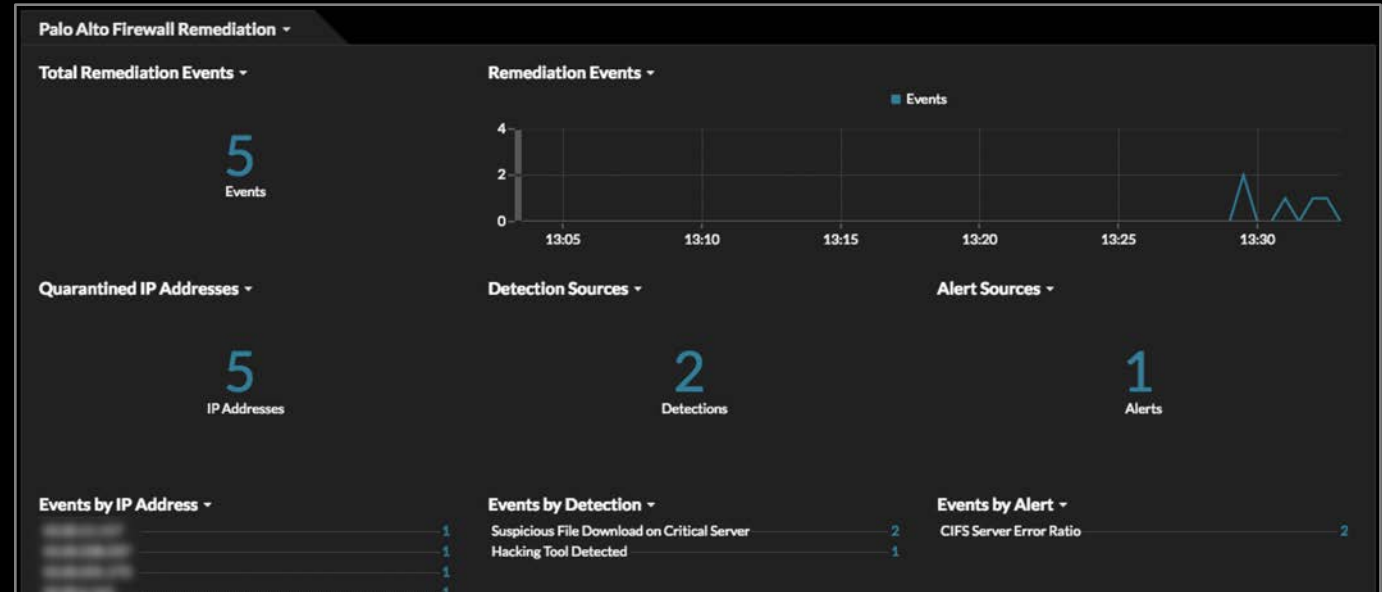 Palo Alto Firewall Remediation
Total Remediation Events
5
Events
Remediation Events
Events
4
2
0
13:05 13:10 13:15 13:20 13:25 13:30
Quarantined IP Addresses
5
IP Addresses
Detection Sources
2
Detections
Alert Sources
1
Alerts
Events by IP Address
1
1
1
1
Events by Detection
Suspicious File Download on Critical Server 2
Hacking Tool Detected 1
Events by Alert
CIFS Server Error Ratio 2